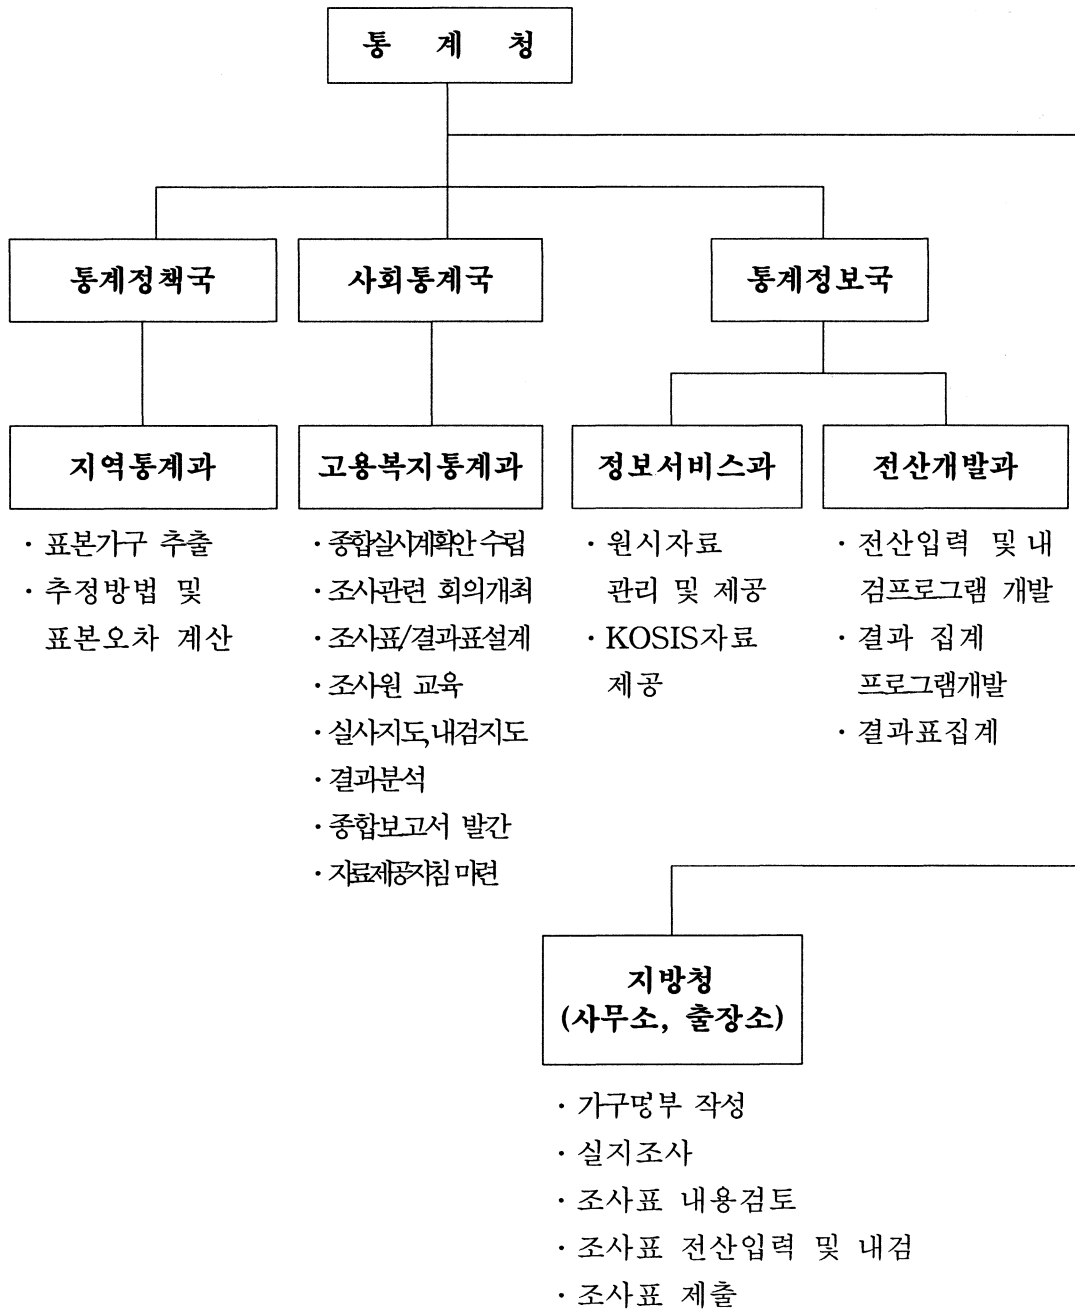 통 계 청
통계정책국
사회통계국
통계정보국
지역통계과
고용복지통계과
정보서비스과
전산개발과
· 표본가구 추출
· 추정방법 및
표본오차 계산
· 종합실시계획안 수립
· 조사관련 회의개최
· 조사표/결과표설계
· 조사원 교육
· 실사지도,내검지도
· 결과분석
· 종합보고서 발간
· 자료제공지침 마련
· 원시자료
관리 및 제공
· KOSIS자료
제공
· 전산입력 및 내
검프로그램 개발
· 결과 집계
프로그램개발
· 결과표집계
지방청
(사무소, 출장소)
· 가구명부 작성
· 실지조사
· 조사표 내용검토
· 조사표 전산입력 및 내검
· 조사표 제출